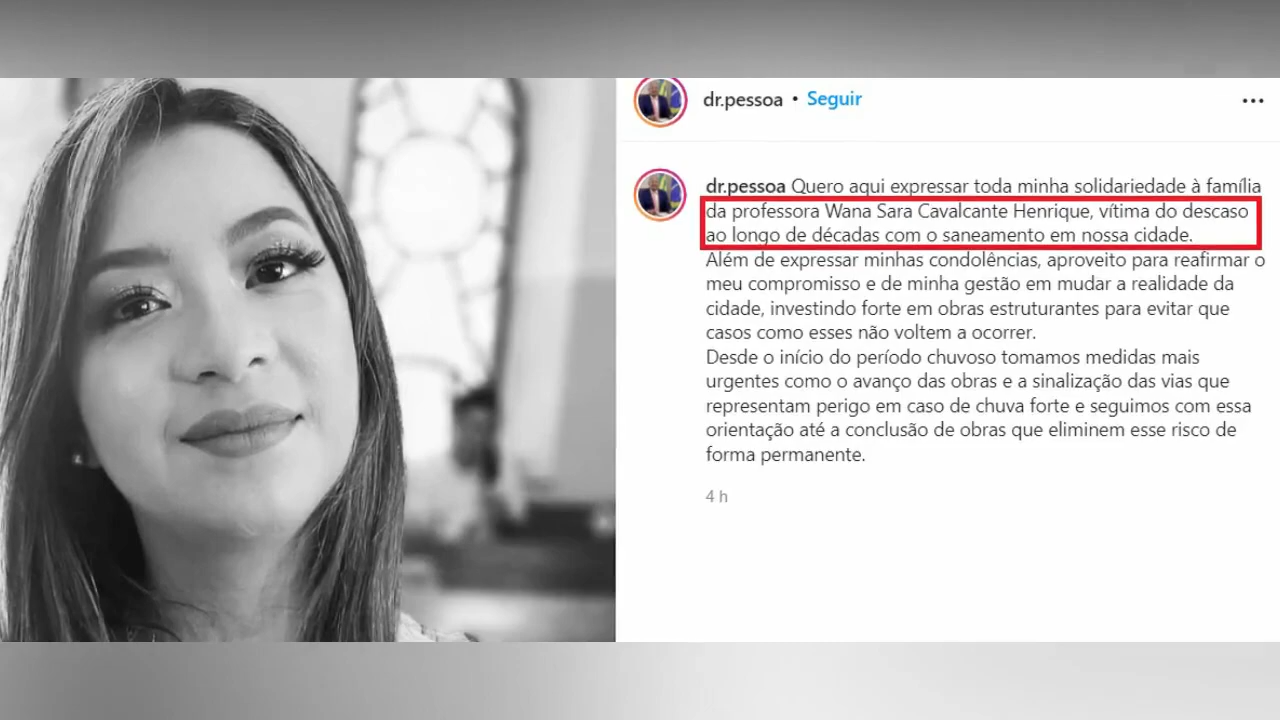 dr.pessoa • Seguir
dr.pessoa Quero aqui expressar toda minha solidariedade à família
da professora Wana Sara Cavalcante Henrique, vítima do descaso
ao longo de décadas com o saneamento em nossa cidade.
Além de expressar minhas condolências, aproveito para reafirmar o
meu compromisso e de minha gestão em mudar a realidade da
cidade, investindo forte em obras estruturantes para evitar que
casos como esses não voltem a ocorrer.
Desde o início do período chuvoso tomamos medidas mais
urgentes como o avanço das obras e a sinalização das vias que
representam perigo em caso de chuva forte e seguimos com essa
orientação até a conclusão de obras que eliminem esse risco de
forma permanente.
4 h